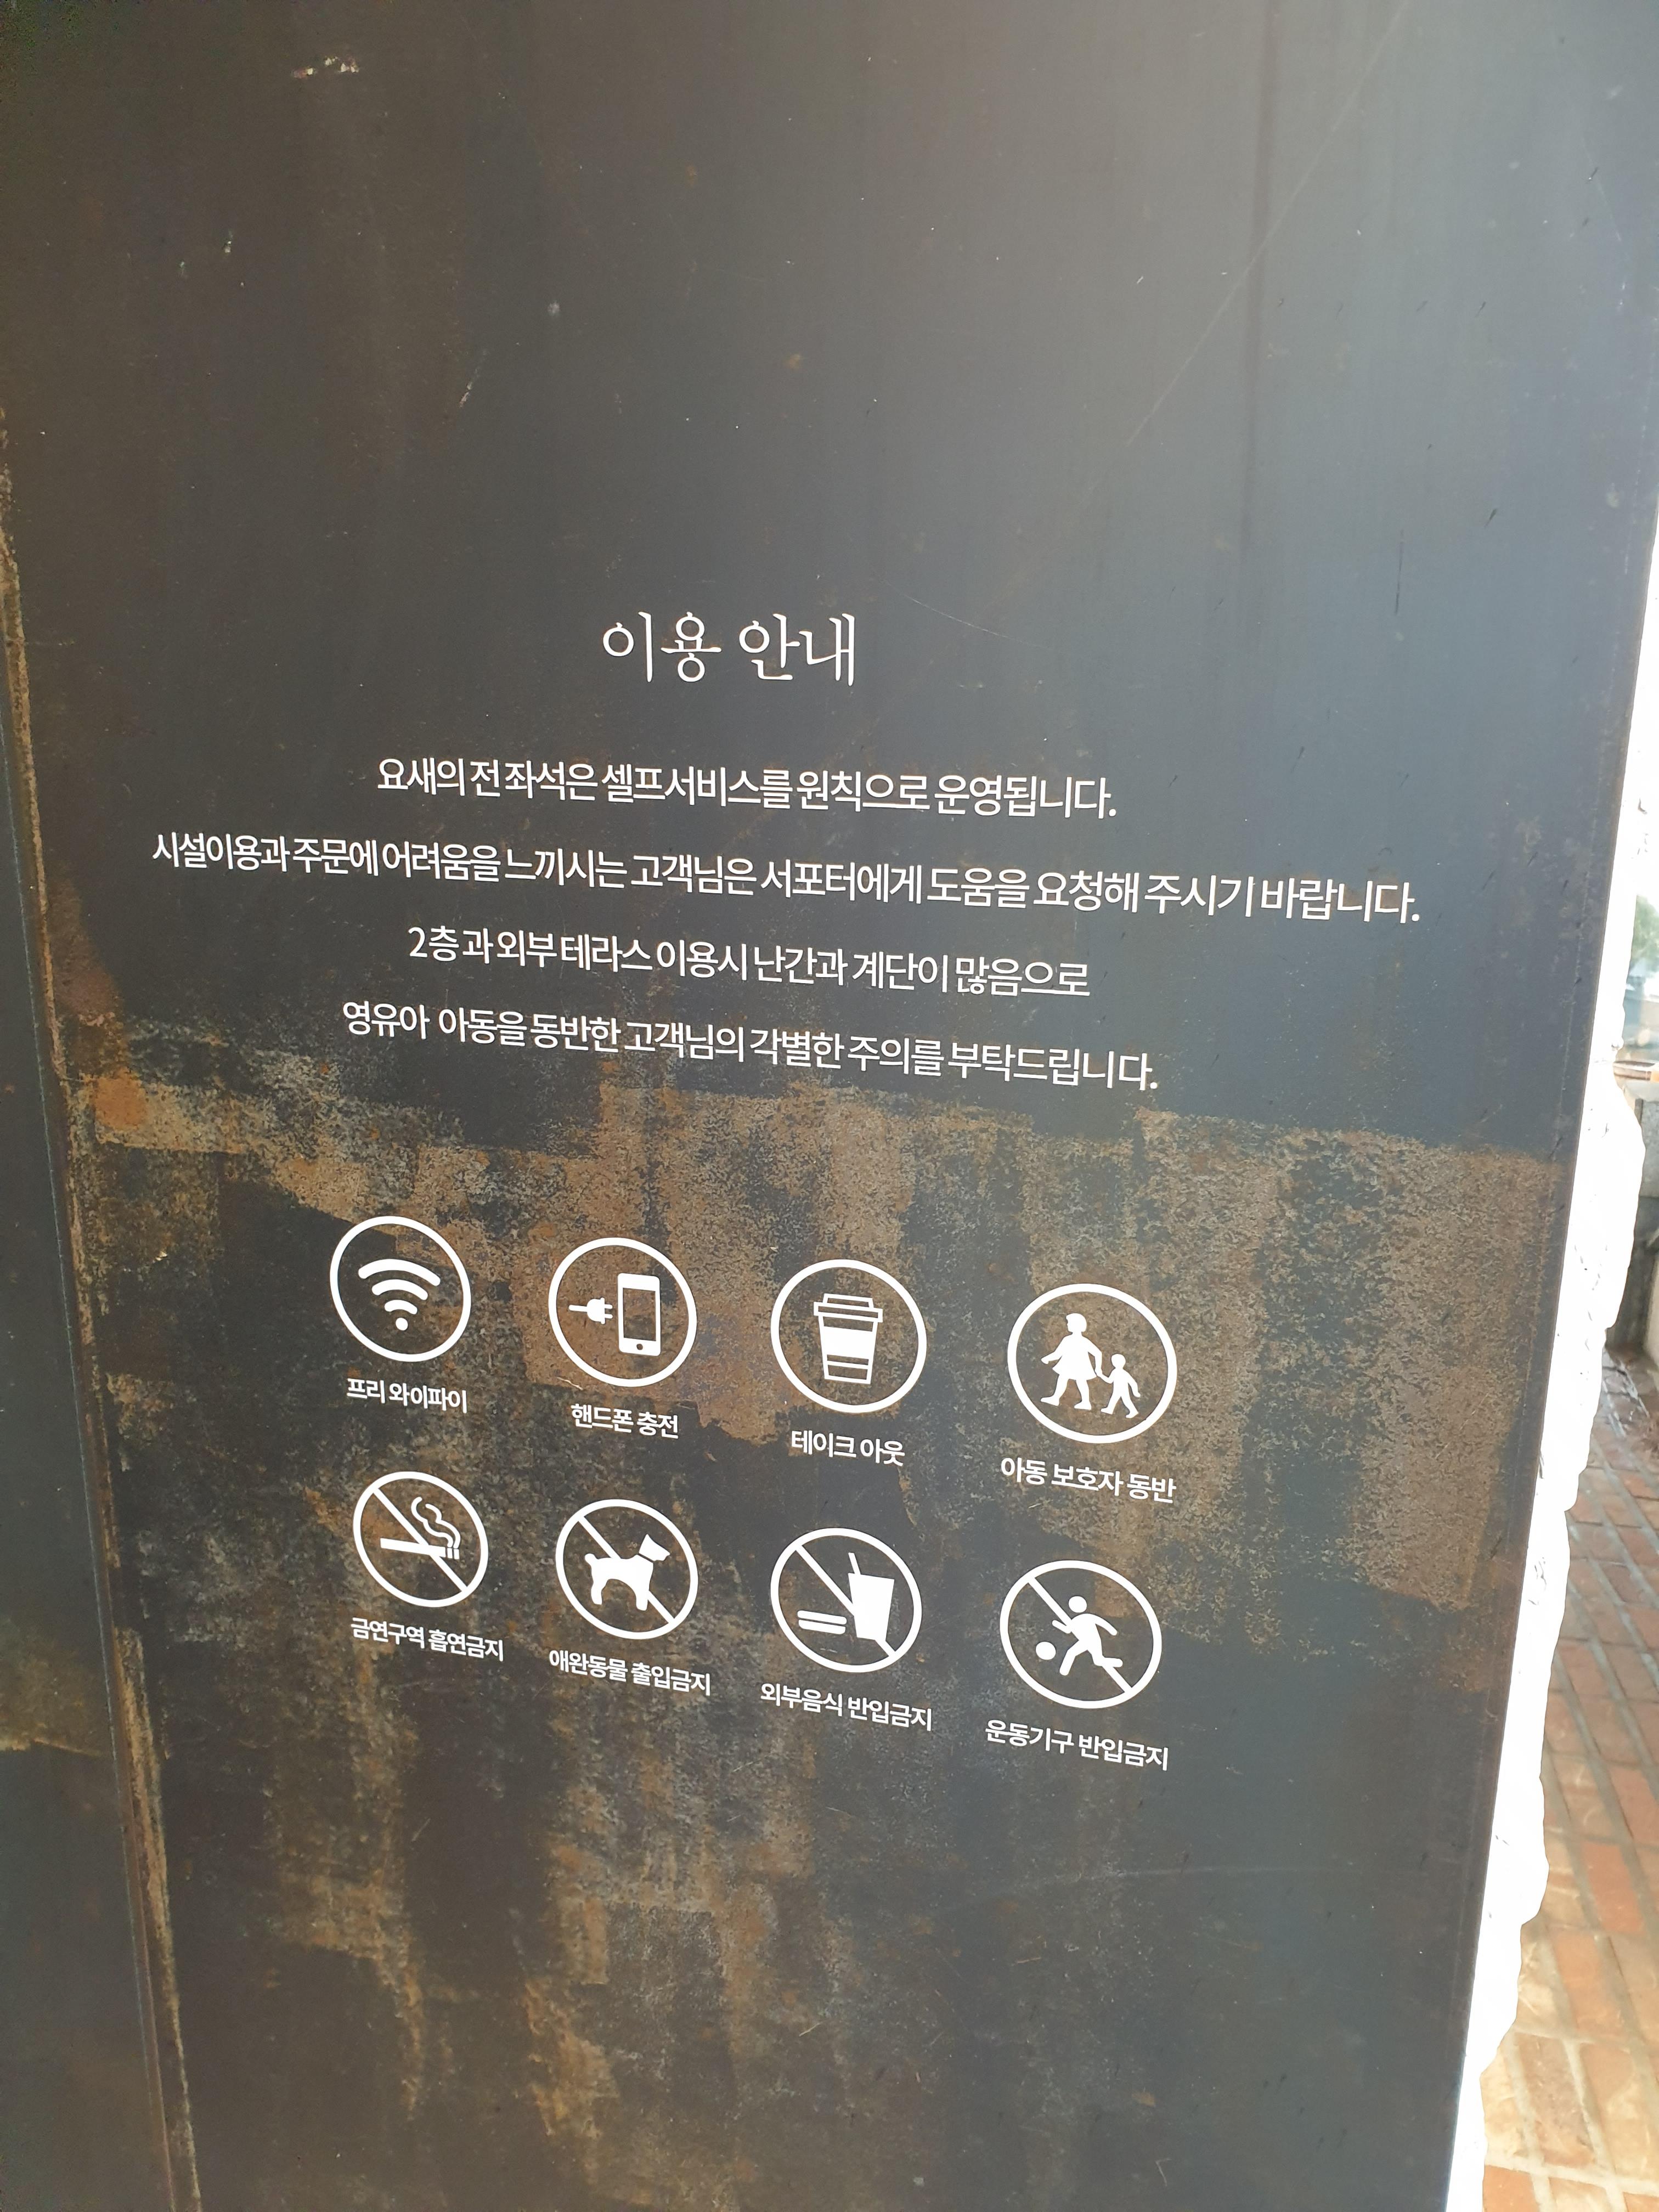 이용 안내
요새의 전 좌석은 셀프서비스를 원칙으로 운영됩니다.
시설이용과 주문에 어려움을 느끼시는 고객님은 서포터에게 도움을 요청해 주시기 바랍니다.
2층과 외부 테라스 이용시 난간과 계단이 많음으로
영유아 아동을 동반한 고객님의 각별한 주의를 부탁드립니다.
프리 와이파이
핸드폰 충전
테이크 아웃
아동 보호자 동반
금연구역 흡연금지
애완동물 출입금지
외부음식 반입금지
운동기구 반입금지